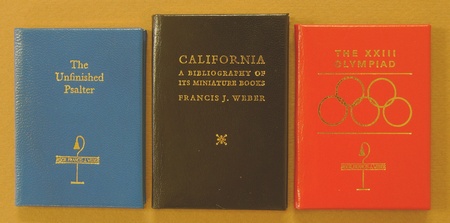 The
Unfinished
Psalter
CALIFORNIA
A BIBLIOGRAPHY OF
ITS MINIATURE BOOKS
FRANCIS J. WEBER
THE XXIII
OLYMPIAD